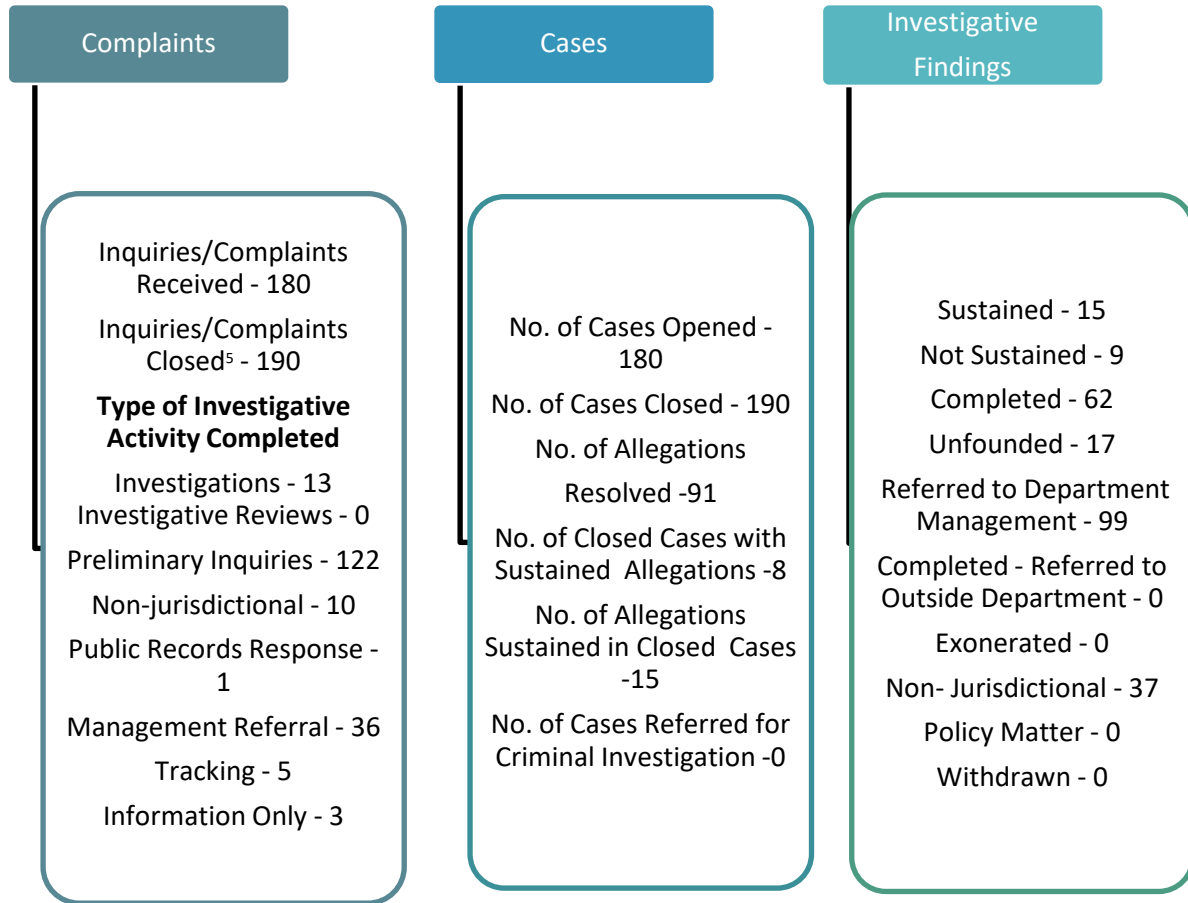 Complaints
Inquiries/Complaints
Received - 180
Inquiries/Complaints
Closed⁵ - 190
Type of Investigative
Activity Completed
Investigations - 13
Investigative Reviews - 0
Preliminary Inquiries - 122
Non-jurisdictional - 10
Public Records Response -
1
Management Referral - 36
Tracking - 5
Information Only - 3
Cases
No. of Cases Opened -
180
No. of Cases Closed - 190
No. of Allegations
Resolved -91
No. of Closed Cases with
Sustained Allegations -8
No. of Allegations
Sustained in Closed Cases
-15
No. of Cases Referred for
Criminal Investigation -0
Investigative
Findings
Sustained - 15
Not Sustained - 9
Completed - 62
Unfounded - 17
Referred to Department
Management - 99
Completed - Referred to
Outside Department - 0
Exonerated - 0
Non- Jurisdictional - 37
Policy Matter - 0
Withdrawn - 0